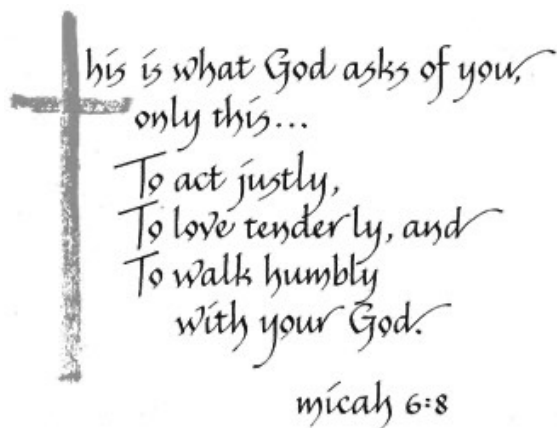 This is what God asks of you,
only this...
To act justly,
To love tenderly, and
To walk humbly
with your God.
micah 6:8